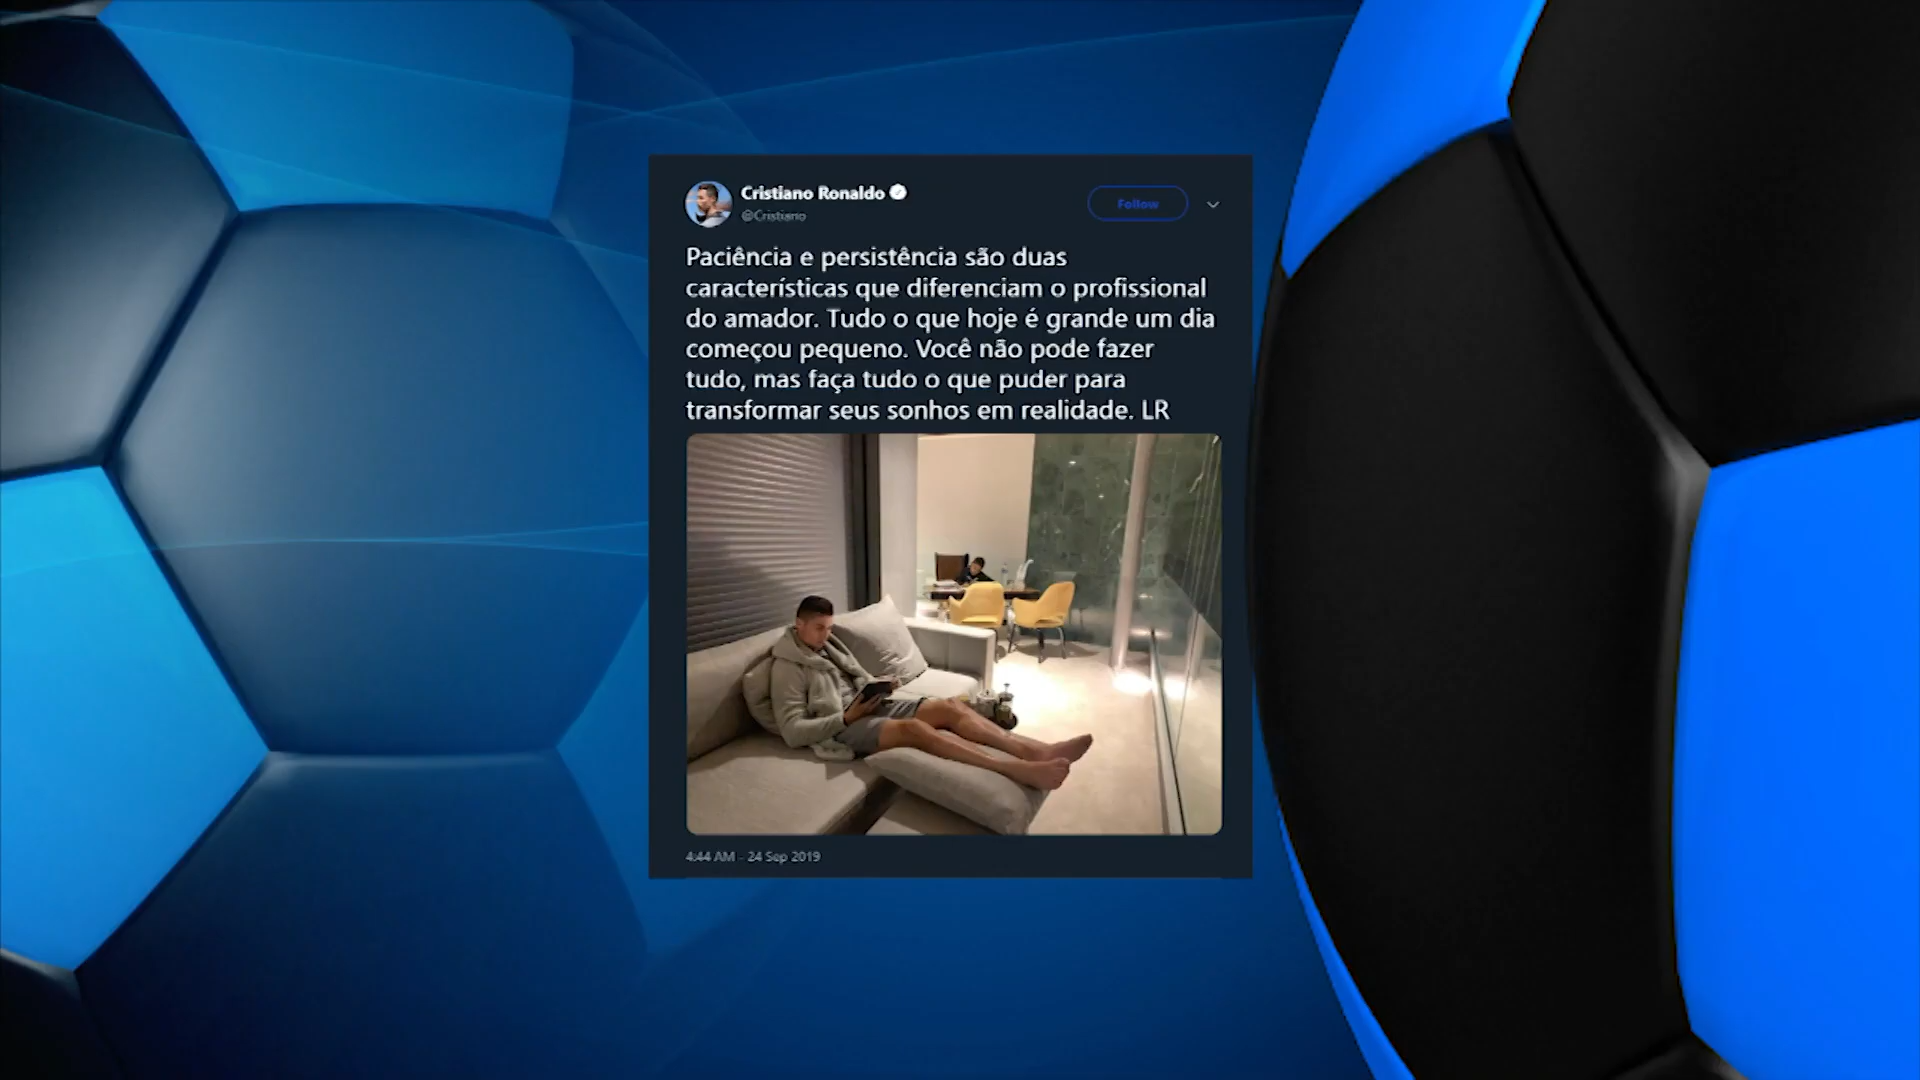 Cristiano Ronaldo
@Cristiano
Follow
Paciência e persistência são duas
características que diferenciam o profissional
do amador. Tudo o que hoje é grande um dia
começou pequeno. Você não pode fazer
tudo, mas faça tudo o que puder para
transformar seus sonhos em realidade. LR
4:44 AM - 24 Sep 2019